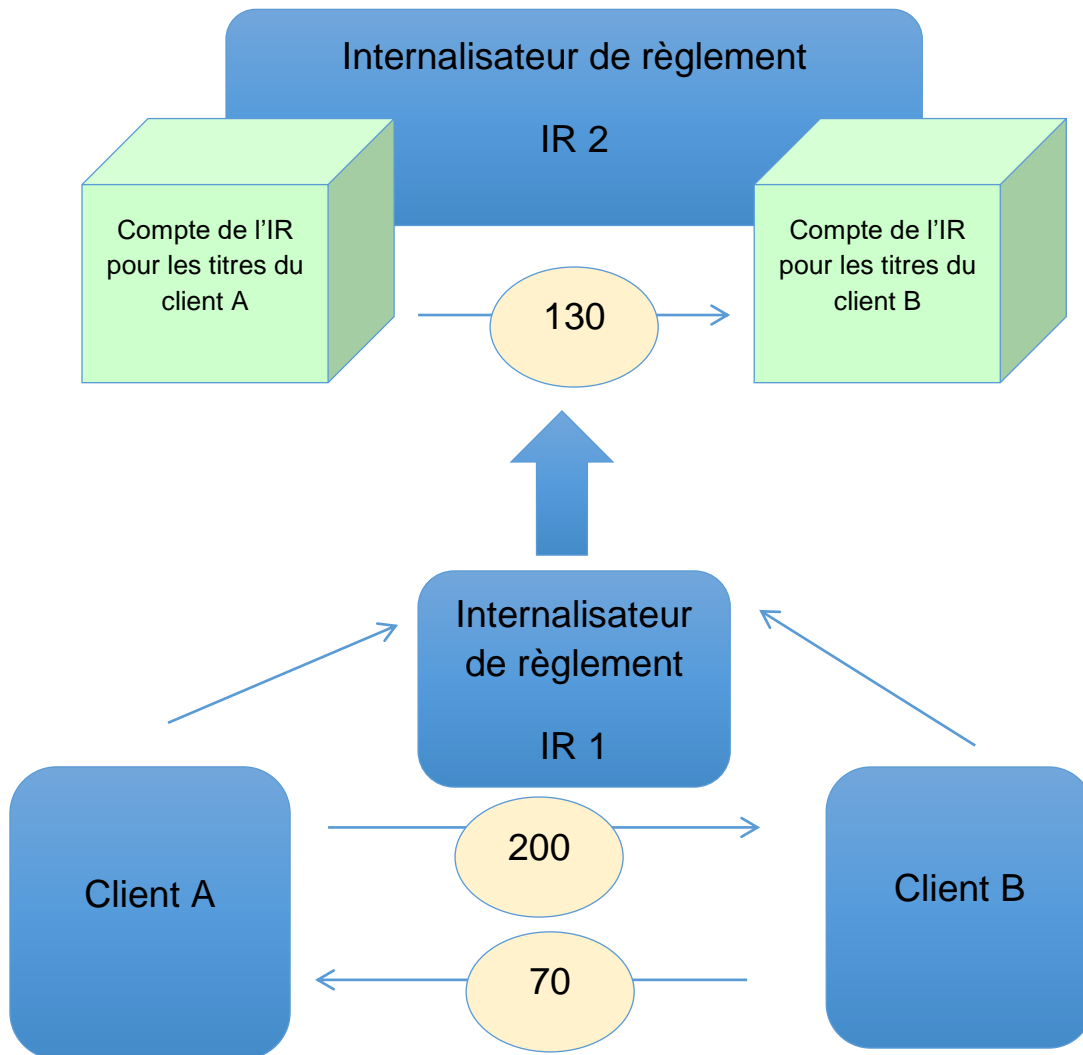 Internalisateur de règlement
IR 2
Compte de l'IR
pour les titres du
client A
Compte de l'IR
pour les titres du
client B
130
Internalisateur
de règlement
IR 1
200
Client A
Client B
70